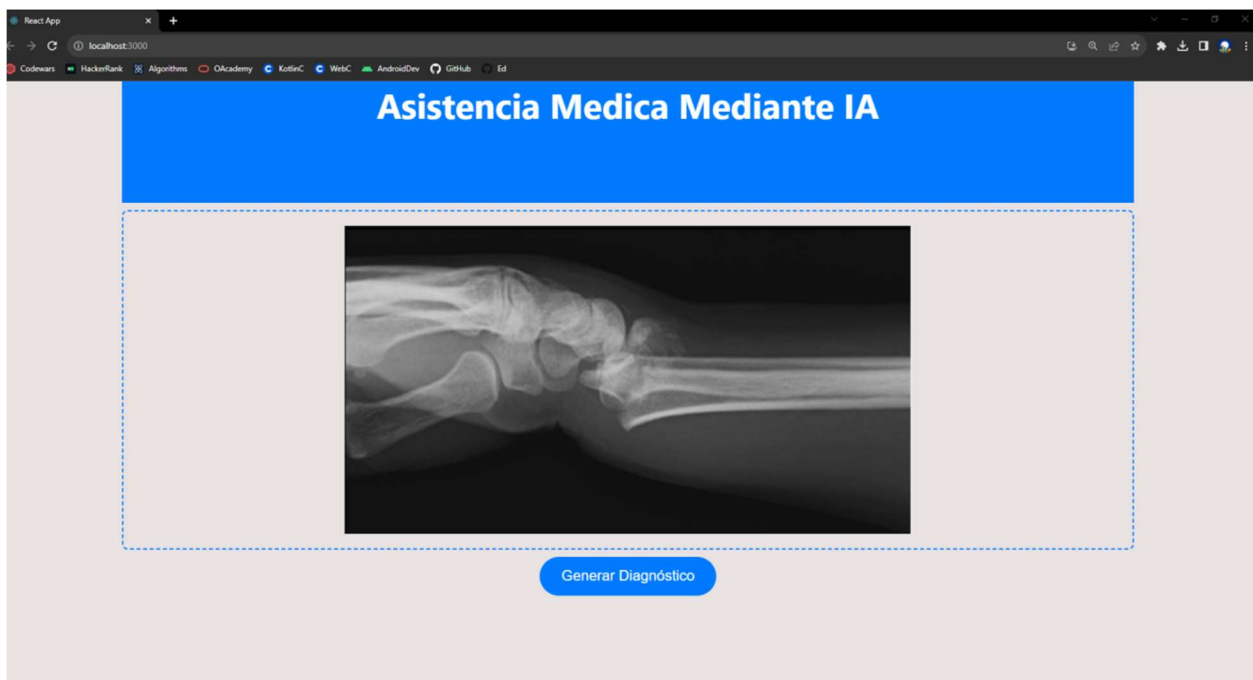 React App
localhost:3000
Codewars HackerRank Algorithms OAcademy KotlinC WebC AndroidDev GitHub Ed
Asistencia Medica Mediante IA
Generar Diagnóstico